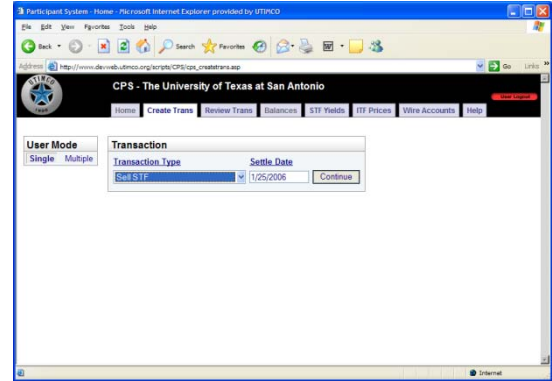 Participant System - Home - Microsoft Internet Explorer provided by UTIMCO
File Edit View Favorites Tools Help
Back Search Favorites
Address http://www.devweb.utimco.org/scripts/CPS/cps_createtrans.asp Go Links »
UTIMCO
CPS - The University of Texas at San Antonio
User Logout
Home Create Trans Review Trans Balances STF Yields ITF Prices Wire Accounts Help
User Mode
Single Multiple
Transaction
Transaction Type Settle Date
Sell STF 1/25/2006 Continue
Internet